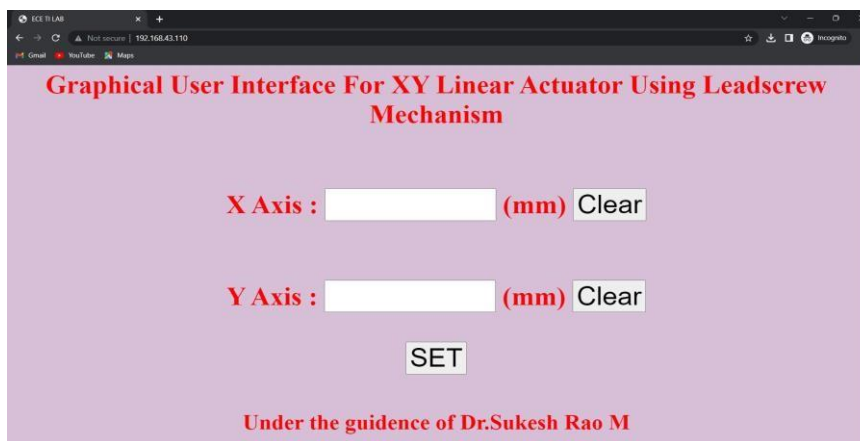 ECE TI LAB
Not secure | 192.168.43.110
Incognito
Gmail YouTube Maps
Graphical User Interface For XY Linear Actuator Using Leadscrew
Mechanism
X Axis : (mm) Clear
Y Axis : (mm) Clear
SET
Under the guidence of Dr.Sukesh Rao M